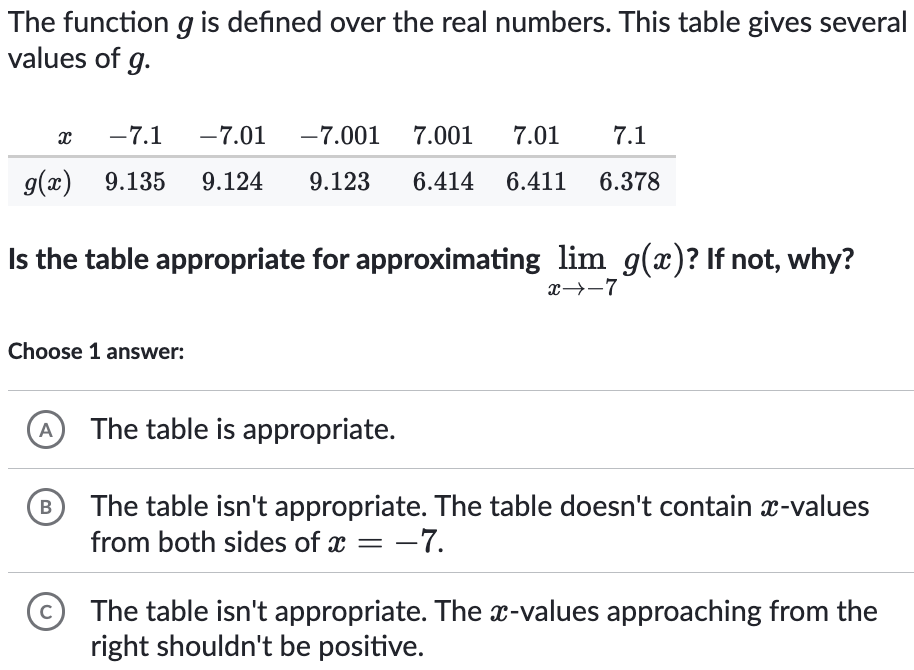 The function g is defined over the real numbers. This table gives several
values of g.
x −7.1 −7.01 −7.001 7.001 7.01 7.1
g(x) 9.135 9.124 9.123 6.414 6.411 6.378
Is the table appropriate for approximating lim g(x)? If not, why?
x→−7
Choose 1 answer:
A The table is appropriate.
B The table isn't appropriate. The table doesn't contain x-values
from both sides of x = −7.
C The table isn't appropriate. The x-values approaching from the
right shouldn't be positive.